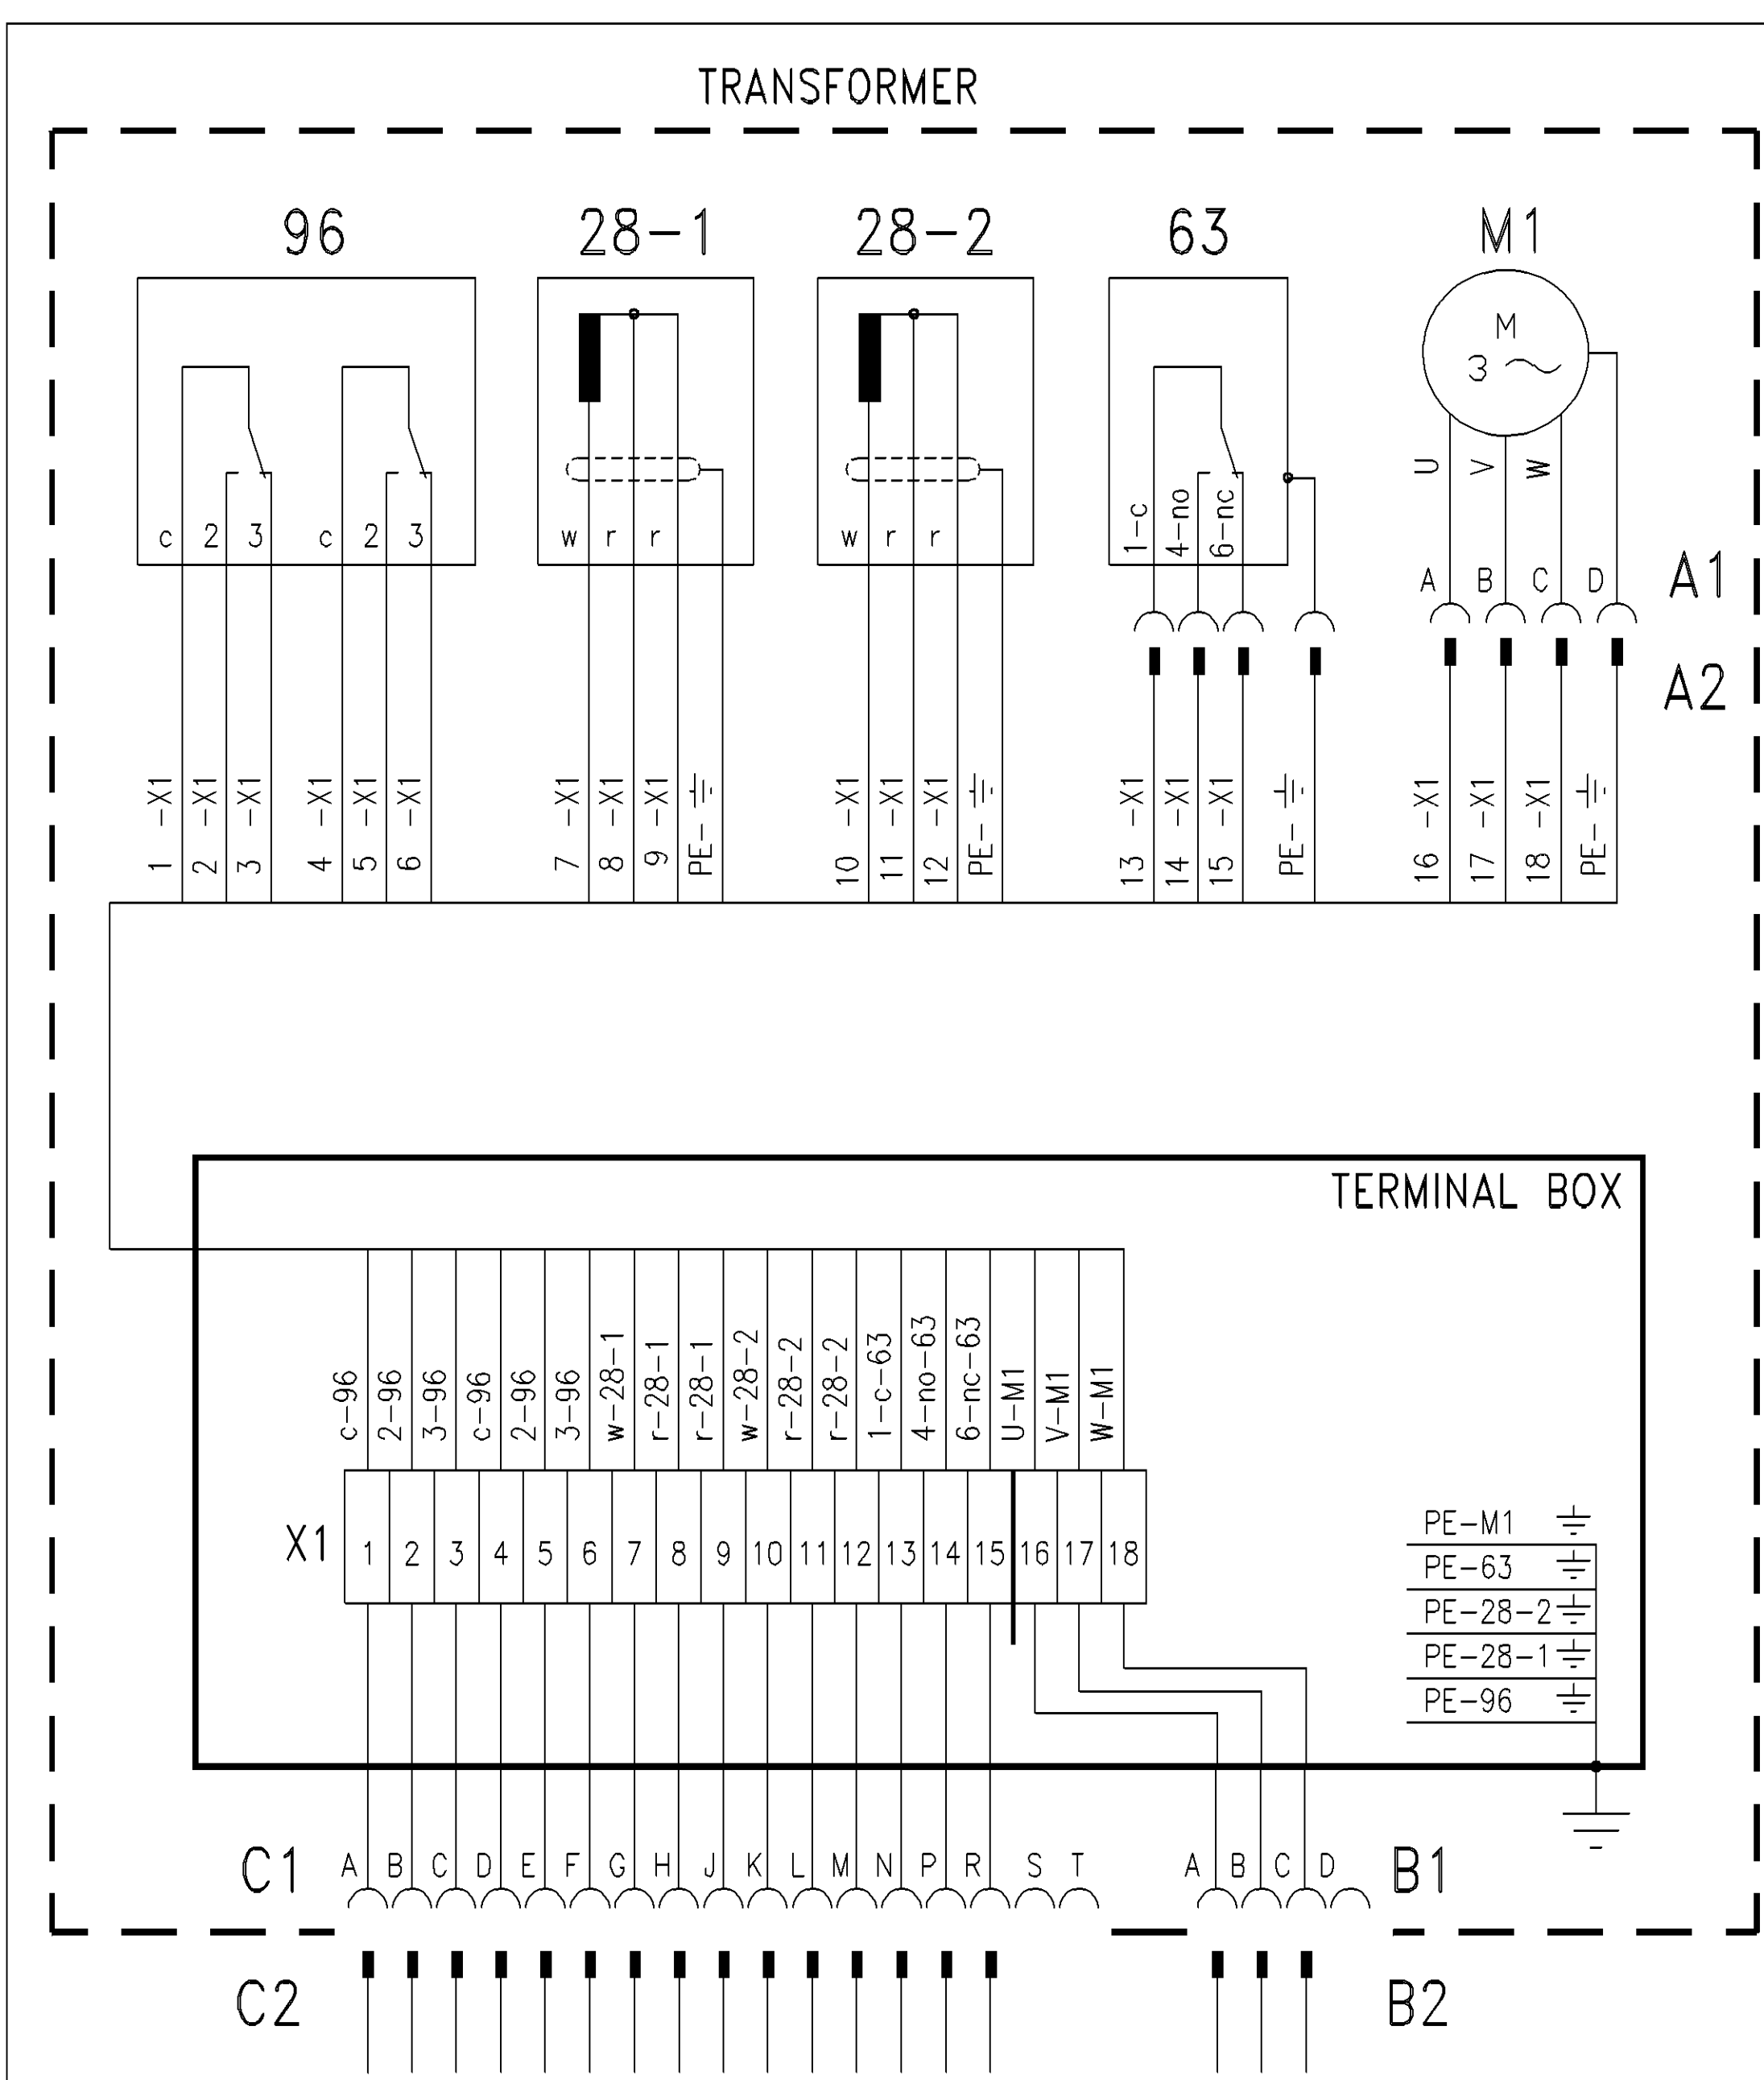 TRANSFORMER
96 28-1 28-2 63 M1
M
3
U V W
c 2 3 c 2 3 w r r w r r 1-c 4-no 6-nc
A B C D A1
A2
1 -X1 2 -X1 3 -X1 4 -X1 5 -X1 6 -X1 7 -X1 8 -X1 9 -X1 PE- 10 -X1 11 -X1 12 -X1 PE- 13 -X1 14 -X1 15 -X1 PE- 16 -X1 17 -X1 18 -X1 PE-
TERMINAL BOX
c-96 2-96 3-96 c-96 2-96 3-96 w-28-1 r-28-1 r-28-1 w-28-2 r-28-2 r-28-2 1-c-63 4-no-63 6-nc-63 U-M1 V-M1 W-M1
X1 1 2 3 4 5 6 7 8 9 10 11 12 13 14 15 16 17 18
PE-M1
PE-63
PE-28-2
PE-28-1
PE-96
C1 A B C D E F G H J K L M N P R S T A B C D B1
C2 B2